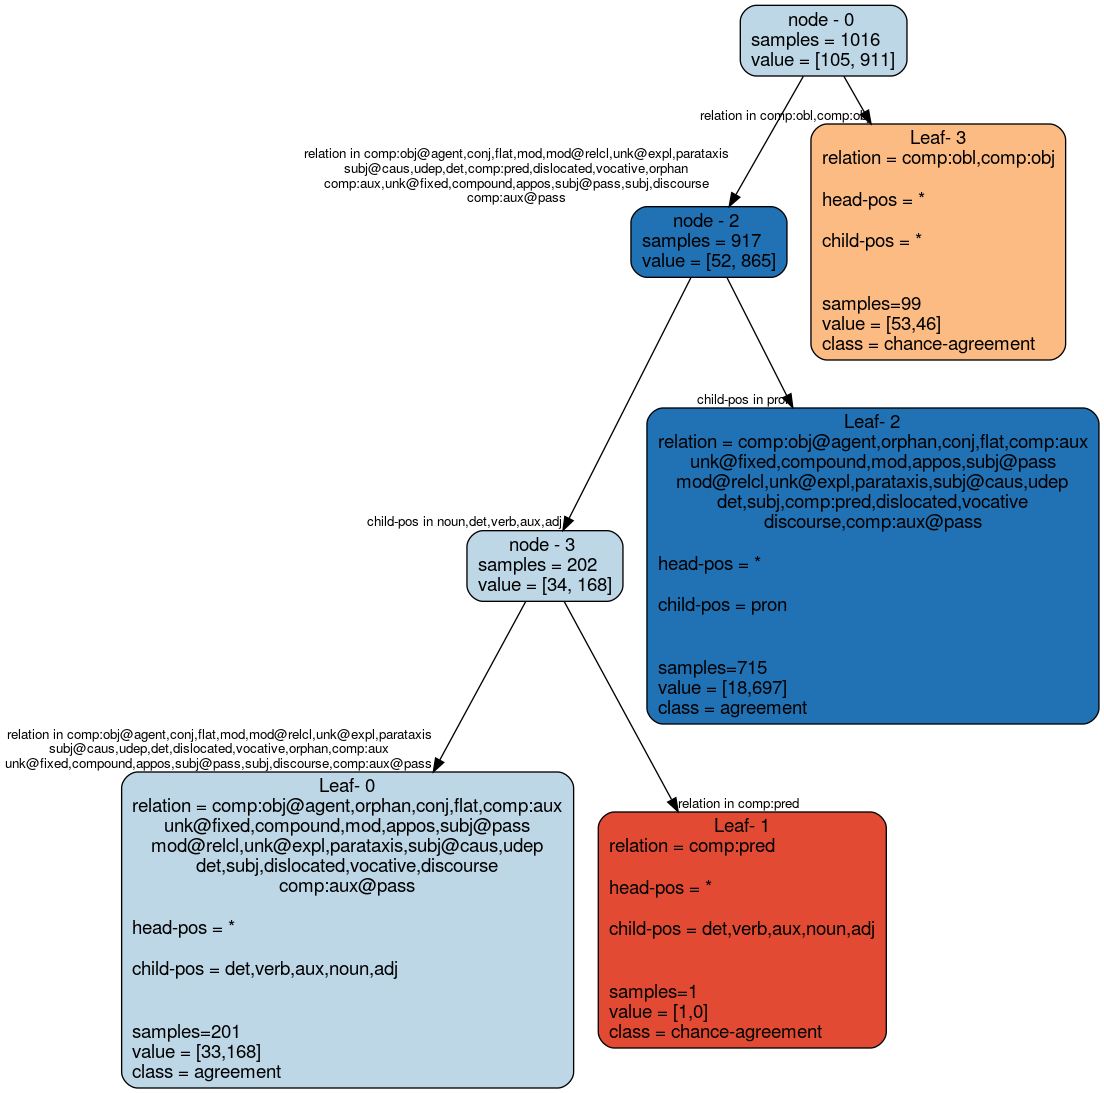 node - 0
samples = 1016
value = [105, 911]
relation in comp:obl,comp:obj
Leaf- 3
relation = comp:obl,comp:obj
head-pos = *
child-pos = *
samples=99
value = [53,46]
class = chance-agreement
relation in comp:obj@agent,conj,flat,mod,mod@relcl,unk@expl,parataxis
subj@caus,udep,det,comp:pred,dislocated,vocative,orphan
comp:aux,unk@fixed,compound,appos,subj@pass,subj,discourse
comp:aux@pass
node - 2
samples = 917
value = [52, 865]
child-pos in pron
Leaf- 2
relation = comp:obj@agent,orphan,conj,flat,comp:aux
unk@fixed,compound,mod,appos,subj@pass
mod@relcl,unk@expl,parataxis,subj@caus,udep
det,subj,comp:pred,dislocated,vocative
discourse,comp:aux@pass
head-pos = *
child-pos = pron
samples=715
value = [18,697]
class = agreement
child-pos in noun,det,verb,aux,adj
node - 3
samples = 202
value = [34, 168]
relation in comp:obj@agent,conj,flat,mod,mod@relcl,unk@expl,parataxis
subj@caus,udep,det,dislocated,vocative,orphan,comp:aux
unk@fixed,compound,appos,subj@pass,subj,discourse,comp:aux@pass
Leaf- 0
relation = comp:obj@agent,orphan,conj,flat,comp:aux
unk@fixed,compound,mod,appos,subj@pass
mod@relcl,unk@expl,parataxis,subj@caus,udep
det,subj,dislocated,vocative,discourse
comp:aux@pass
head-pos = *
child-pos = det,verb,aux,noun,adj
samples=201
value = [33,168]
class = agreement
relation in comp:pred
Leaf- 1
relation = comp:pred
head-pos = *
child-pos = det,verb,aux,noun,adj
samples=1
value = [1,0]
class = chance-agreement